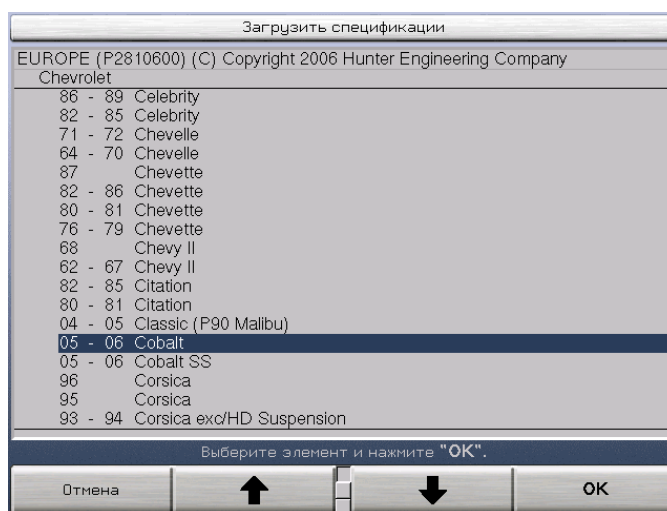 Загрузить спецификации
EUROPE (P2810600) (C) Copyright 2006 Hunter Engineering Company
Chevrolet
86 - 89 Celebrity
82 - 85 Celebrity
71 - 72 Chevelle
64 - 70 Chevelle
87 Chevette
82 - 86 Chevette
80 - 81 Chevette
76 - 79 Chevette
68 Chevy II
62 - 67 Chevy II
82 - 85 Citation
80 - 81 Citation
04 - 05 Classic (P90 Malibu)
05 - 06 Cobalt
05 - 06 Cobalt SS
96 Corsica
95 Corsica
93 - 94 Corsica exc/HD Suspension
Выберите элемент и нажмите "OK".
Отмена OK